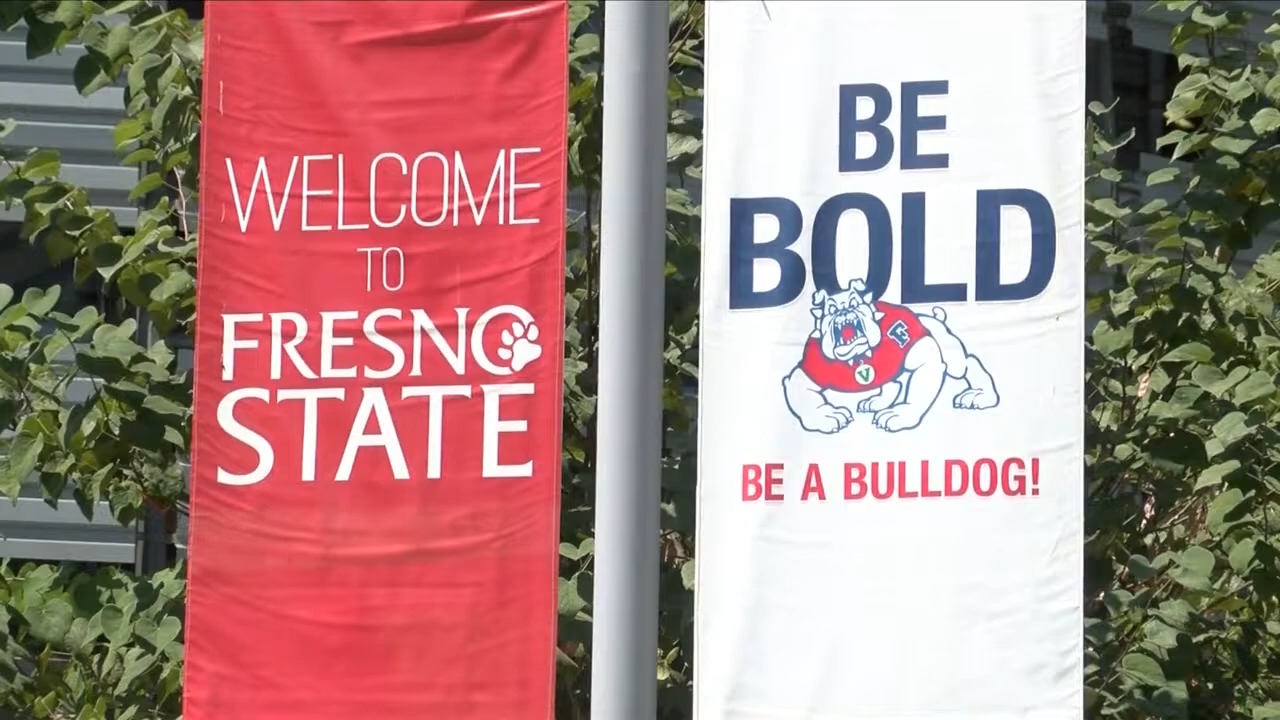 WELCOME
TO
FRESNO
STATE
BE
BOLD
F
V
BE A BULLDOG!